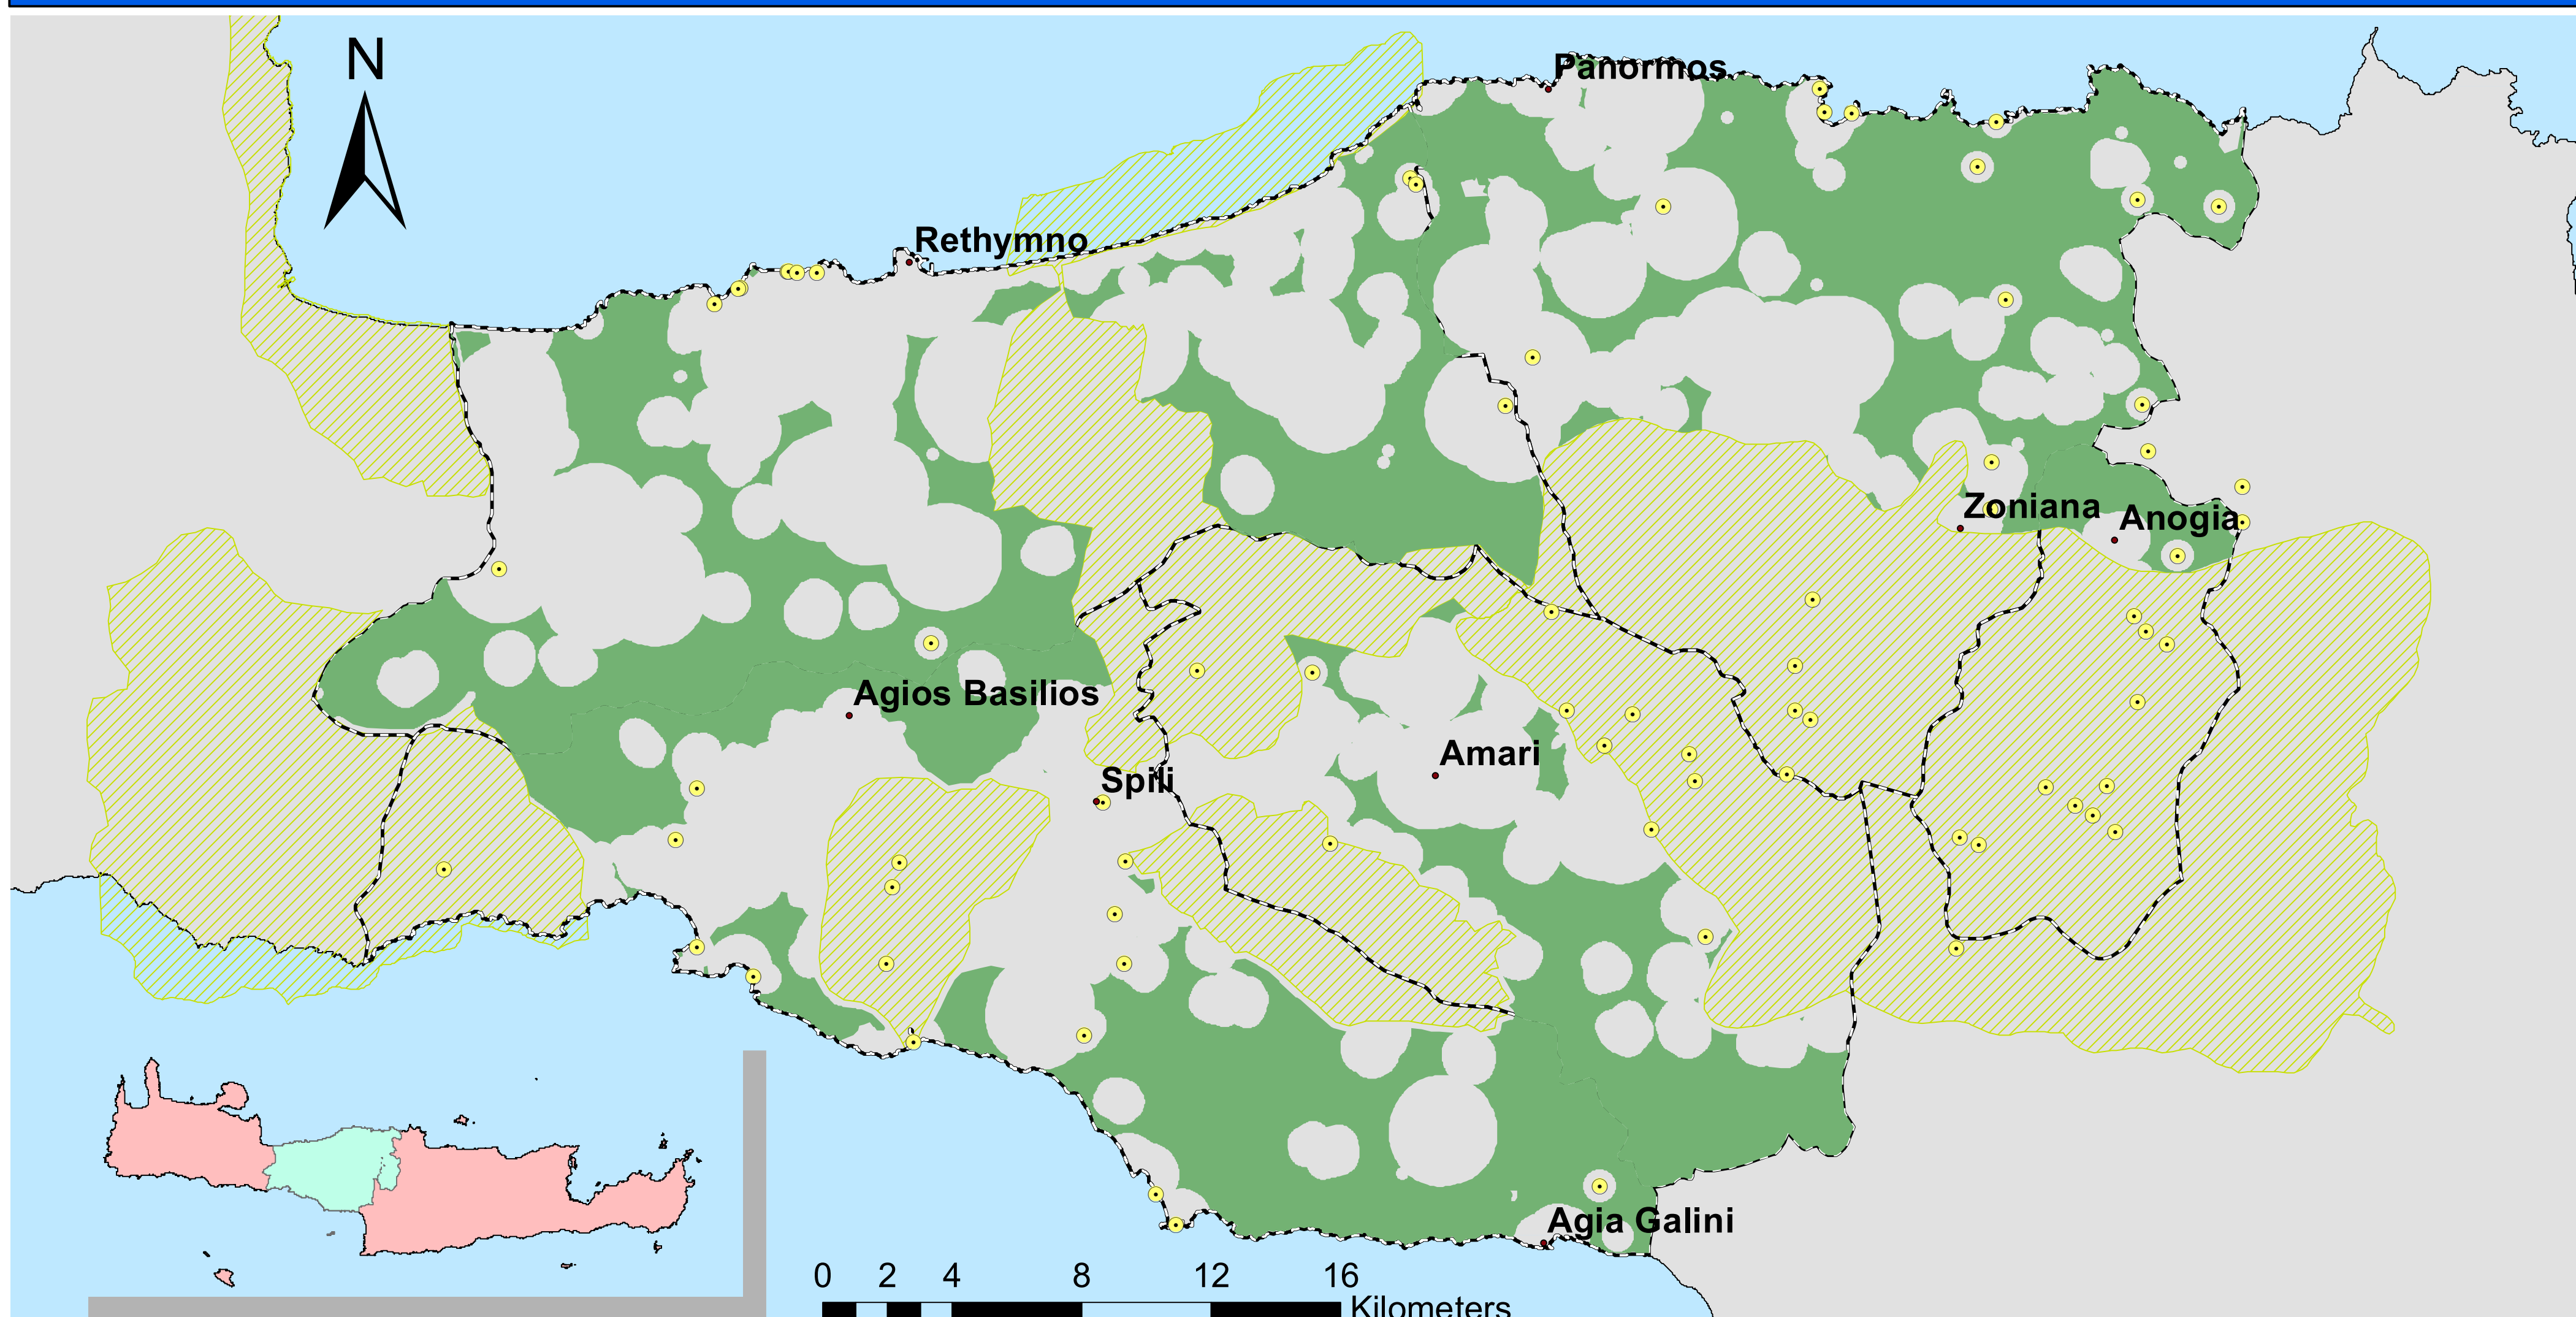 N
Panormos
Rethymno
Zoniana
Anogia
Agios Basilios
Amari
Spili
Agia Galini
0 2 4 8 12 16
Kilometers